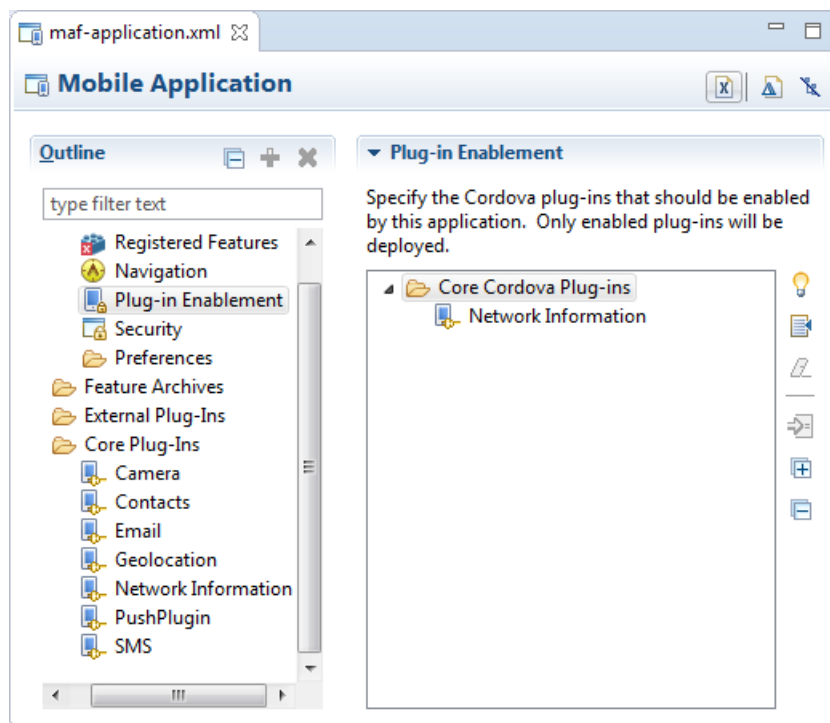 maf-application.xml
Mobile Application
Outline
type filter text
Registered Features
Navigation
Plug-in Enablement
Security
Preferences
Feature Archives
External Plug-Ins
Core Plug-Ins
Camera
Contacts
Email
Geolocation
Network Information
PushPlugin
SMS
Plug-in Enablement
Specify the Cordova plug-ins that should be enabled
by this application.  Only enabled plug-ins will be
deployed.
Core Cordova Plug-ins
Network Information